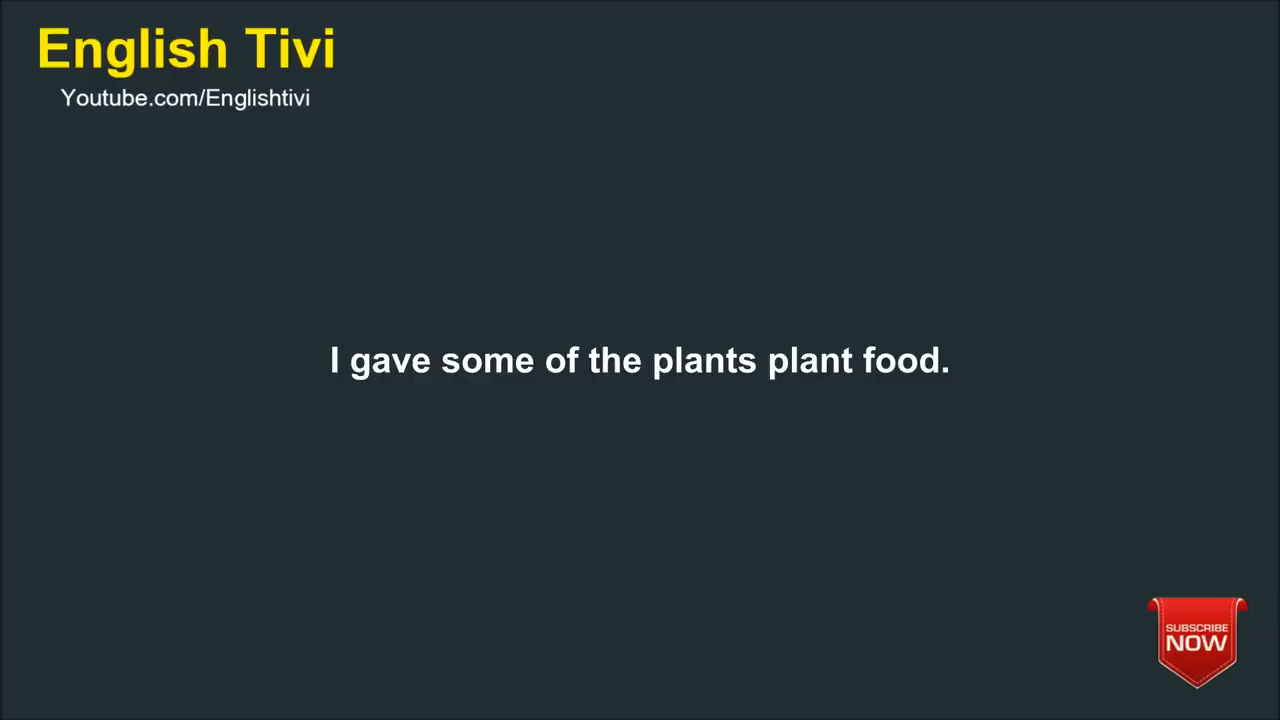 English Tivi
Youtube.com/Englishtivi
I gave some of the plants plant food.
SUBSCRIBE
NOW